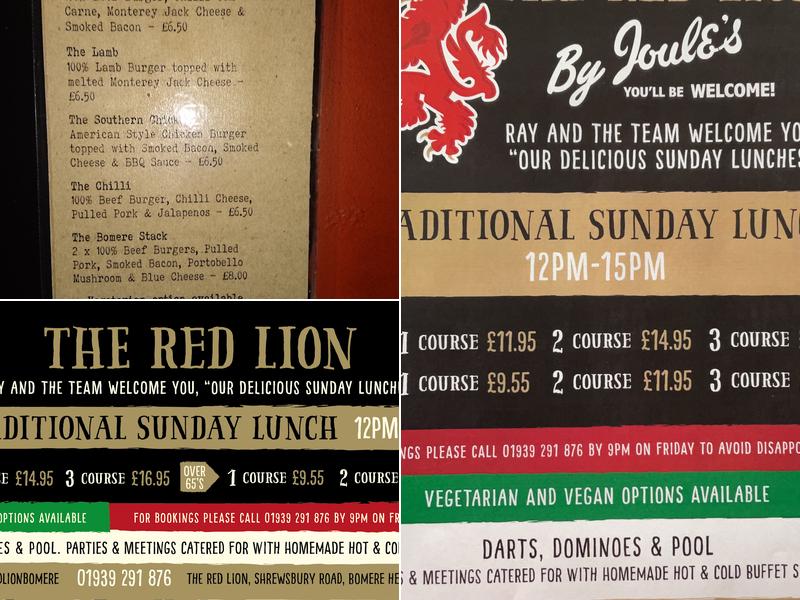 Carne, Monterey Jack Cheese &
Smoked Bacon - £6.50
The Lamb
100% Lamb Burger topped with
melted Monterey Jack Cheese -
£6.50
The Southern
American Style Chicken Burger
topped with Smoked Bacon, Smoked
Cheese & BBQ Sauce - £6.50
The Chilli
100% Beef Burger, Chilli Cheese,
Pulled Pork & Jalapenos - £6.50
The Bomere Stack
2 x 100% Beef Burgers, Pulled
Pork, Smoked Bacon, Portobello
Mushroom & Blue Cheese - £8.00
Vegetarian option available
THE RED LION
Y AND THE TEAM WELCOME YOU, “OUR DELICIOUS SUNDAY LUNCH
DITIONAL SUNDAY LUNCH 12PM
SE £14.95 3 COURSE £16.95 OVER 65'S 1 COURSE £9.55 2 COURSE
OPTIONS AVAILABLE FOR BOOKINGS PLEASE CALL 01939 291 876 BY 9PM ON FR
ES & POOL. PARTIES & MEETINGS CATERED FOR WITH HOMEMADE HOT & CO
DLIONBOMERE 01939 291 876 THE RED LION, SHREWSBURY ROAD, BOMERE HE
By Joule's
YOU'LL BE WELCOME!
RAY AND THE TEAM WELCOME YO
“OUR DELICIOUS SUNDAY LUNCHES
ADITIONAL SUNDAY LUNC
12PM-15PM
1 COURSE £11.95 2 COURSE £14.95 3 COURSE
1 COURSE £9.55 2 COURSE £11.95 3 COURSE
NGS PLEASE CALL 01939 291 876 BY 9PM ON FRIDAY TO AVOID DISAPPO
VEGETARIAN AND VEGAN OPTIONS AVAILABLE
DARTS, DOMINOES & POOL
S & MEETINGS CATERED FOR WITH HOMEMADE HOT & COLD BUFFET S